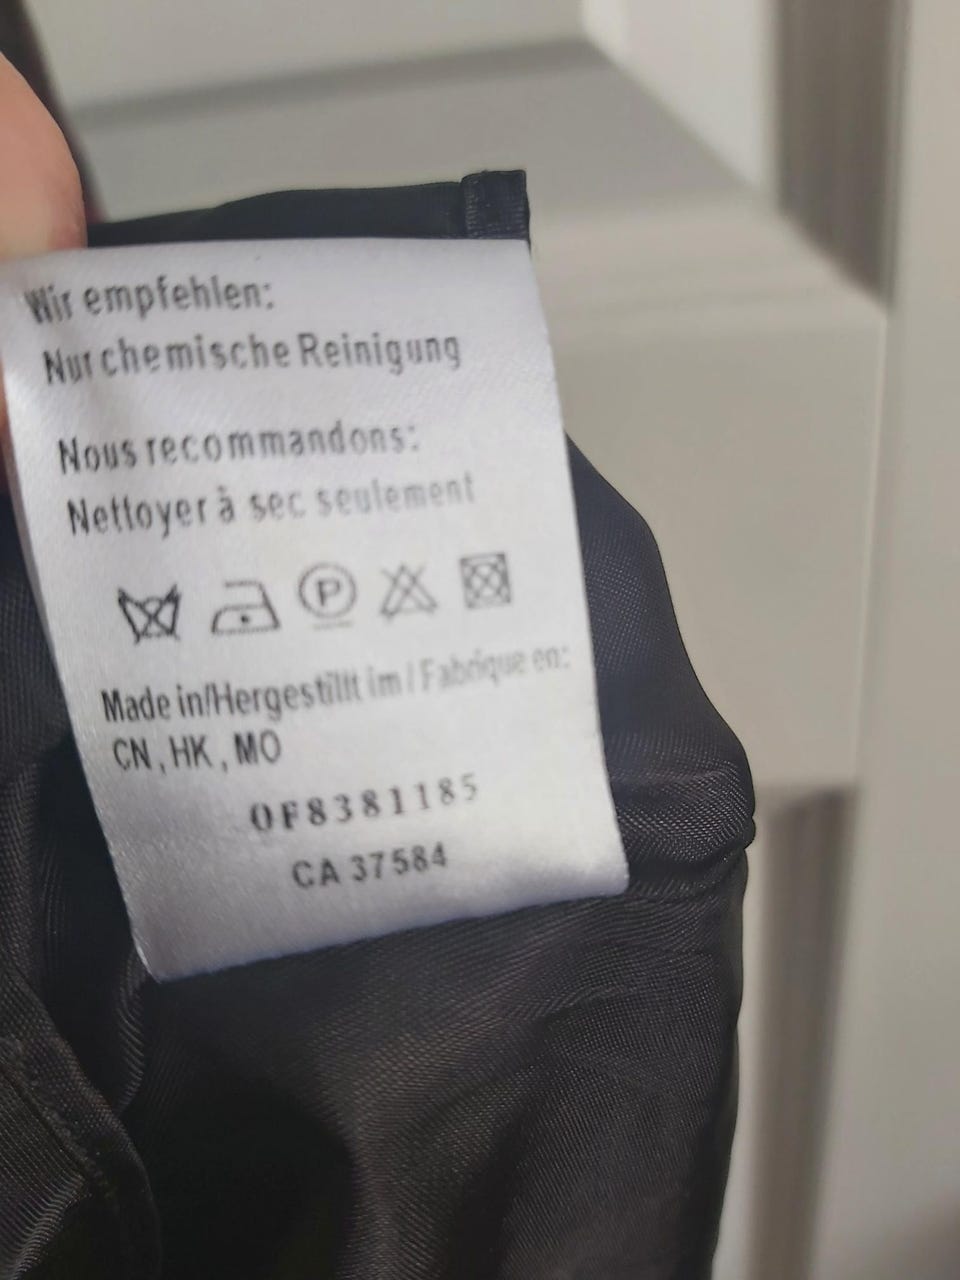 Wir empfehlen:
Nur chemische Reinigung
Nous recommandons:
Nettoyer à sec seulement
P
Made in/Hergestillt im / Fabrique en:
CN, HK, MO
OF8381185
CA 37584